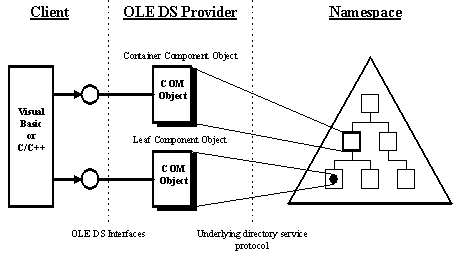 Client
OLE DS Provider
Namespace
Container Component Object
COM
Object
Visual
Basic
or
C/C++
Leaf Component Object
COM
Object
OLE DS Interfaces
Underlying directory service
protocol